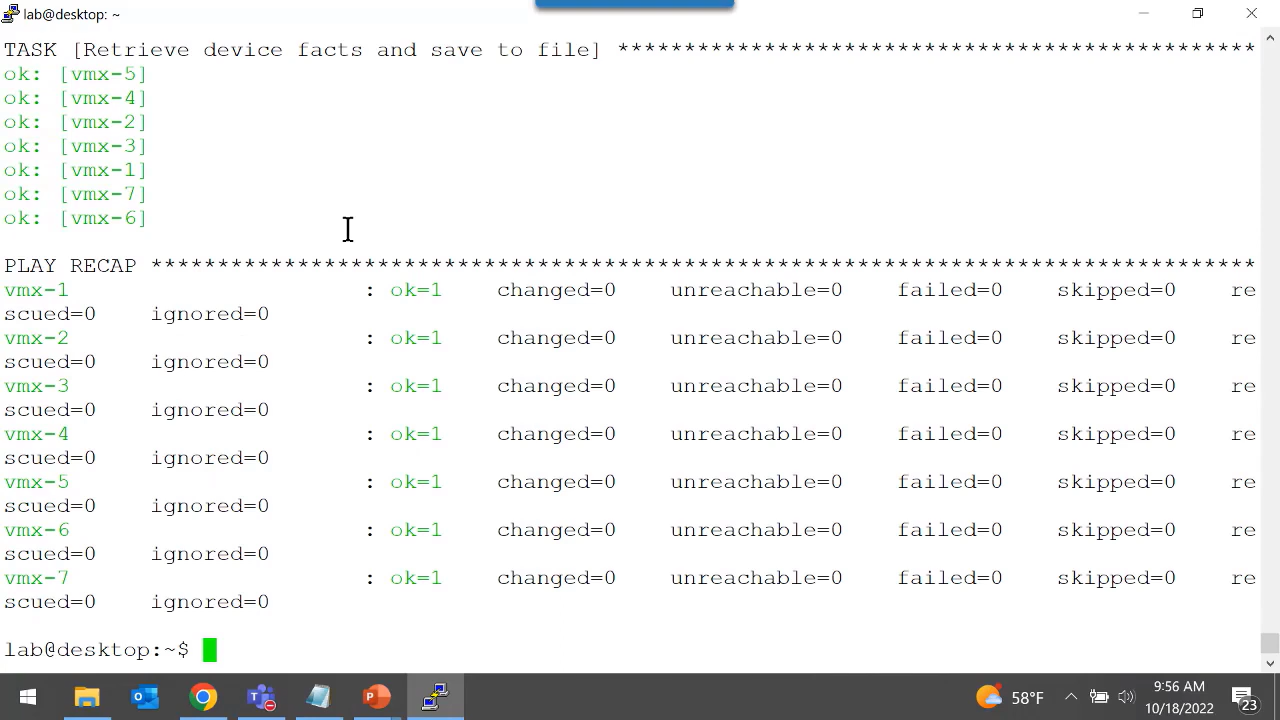 lab@desktop: ~
TASK [Retrieve device facts and save to file] ************************************************
ok: [vmx-5]
ok: [vmx-4]
ok: [vmx-2]
ok: [vmx-3]
ok: [vmx-1]
ok: [vmx-7]
ok: [vmx-6]
PLAY RECAP ***********************************************************************************
vmx-1 : ok=1 changed=0 unreachable=0 failed=0 skipped=0 re
scued=0 ignored=0
vmx-2 : ok=1 changed=0 unreachable=0 failed=0 skipped=0 re
scued=0 ignored=0
vmx-3 : ok=1 changed=0 unreachable=0 failed=0 skipped=0 re
scued=0 ignored=0
vmx-4 : ok=1 changed=0 unreachable=0 failed=0 skipped=0 re
scued=0 ignored=0
vmx-5 : ok=1 changed=0 unreachable=0 failed=0 skipped=0 re
scued=0 ignored=0
vmx-6 : ok=1 changed=0 unreachable=0 failed=0 skipped=0 re
scued=0 ignored=0
vmx-7 : ok=1 changed=0 unreachable=0 failed=0 skipped=0 re
scued=0 ignored=0
lab@desktop:~$
58°F
9:56 AM
10/18/2022
23